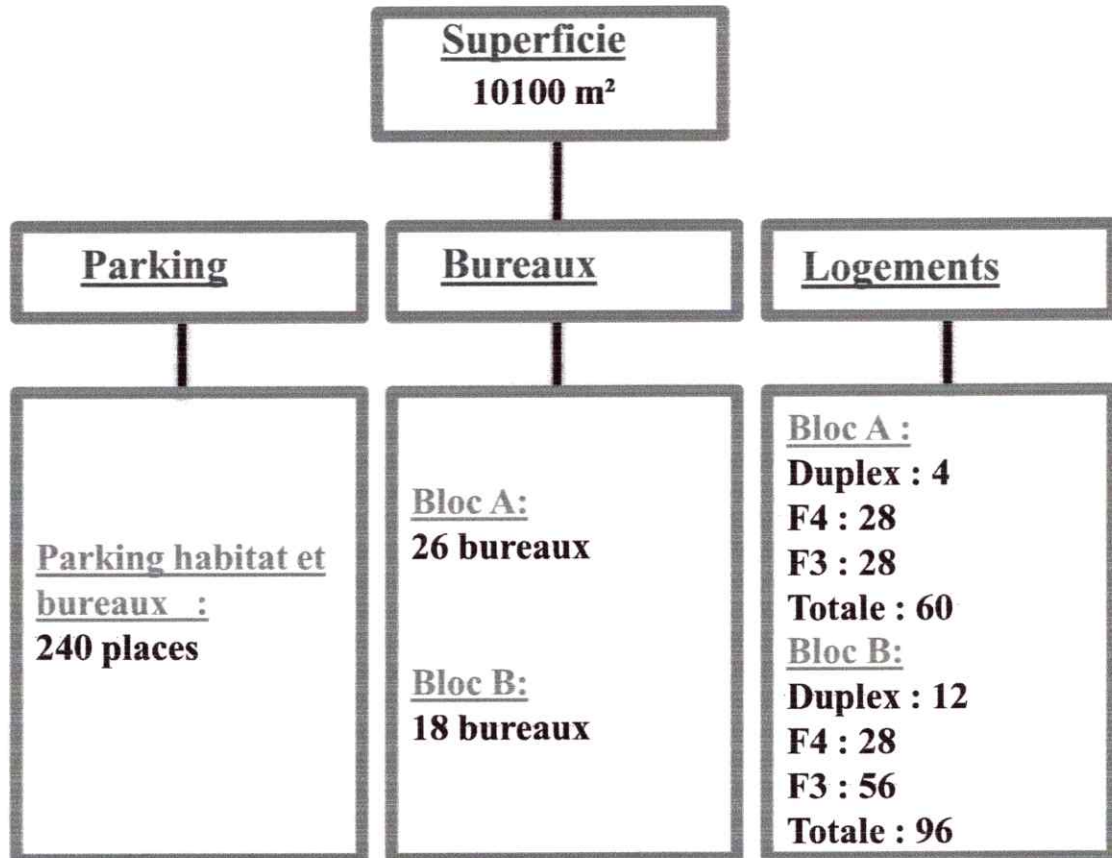 Superficie
10100 m²
Parking
Bureaux
Logements
Parking habitat et
bureaux :
240 places
Bloc A:
26 bureaux
Bloc B:
18 bureaux
Bloc A :
Duplex : 4
F4 : 28
F3 : 28
Totale : 60
Bloc B:
Duplex : 12
F4 : 28
F3 : 56
Totale : 96